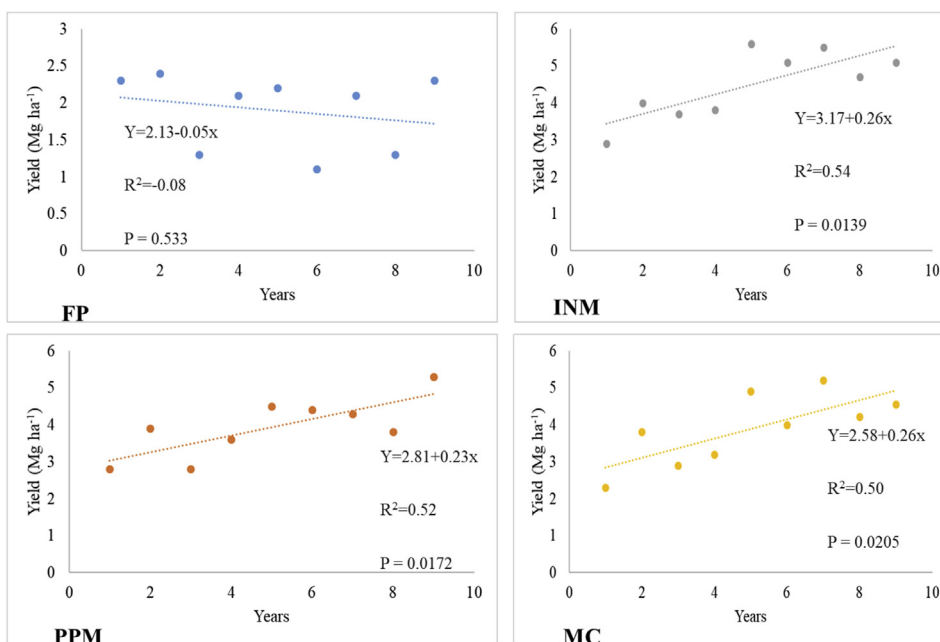 3
2.5
2
1.5
1
0.5
0
Yield (Mg ha⁻¹)
Y=2.13-0.05x
R²=-0.08
P = 0.533
0 2 4 6 8 10
Years
FP
6
5
4
3
2
1
0
Yield (Mg ha⁻¹)
Y=3.17+0.26x
R²=0.54
P = 0.0139
0 2 4 6 8 10
Years
INM
6
5
4
3
2
1
0
Yield (Mg ha⁻¹)
Y=2.81+0.23x
R²=0.52
P = 0.0172
0 2 4 6 8 10
Years
PPM
6
5
4
3
2
1
0
Yield (Mg ha⁻¹)
Y=2.58+0.26x
R²=0.50
P = 0.0205
0 2 4 6 8 10
Years
MC